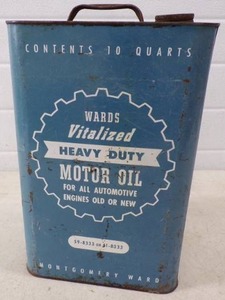 CONTENTS 10 QUARTS
WARDS
Vitalized
HEAVY DUTY
MOTOR OIL
FOR ALL AUTOMOTIVE
ENGINES OLD OR NEW
MONTGOMERY WARD